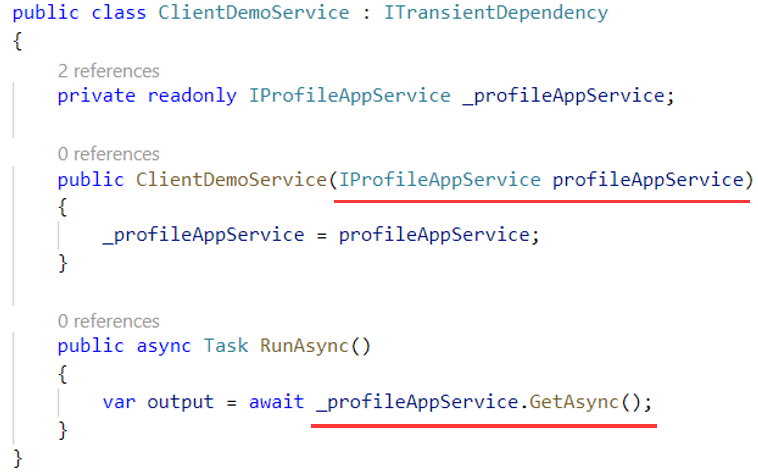 public class ClientDemoService : ITransientDependency
{
2 references
private readonly IProfileAppService _profileAppService;
0 references
public ClientDemoService(IProfileAppService profileAppService)
{
_profileAppService = profileAppService;
}
0 references
public async Task RunAsync()
{
var output = await _profileAppService.GetAsync();
}
}